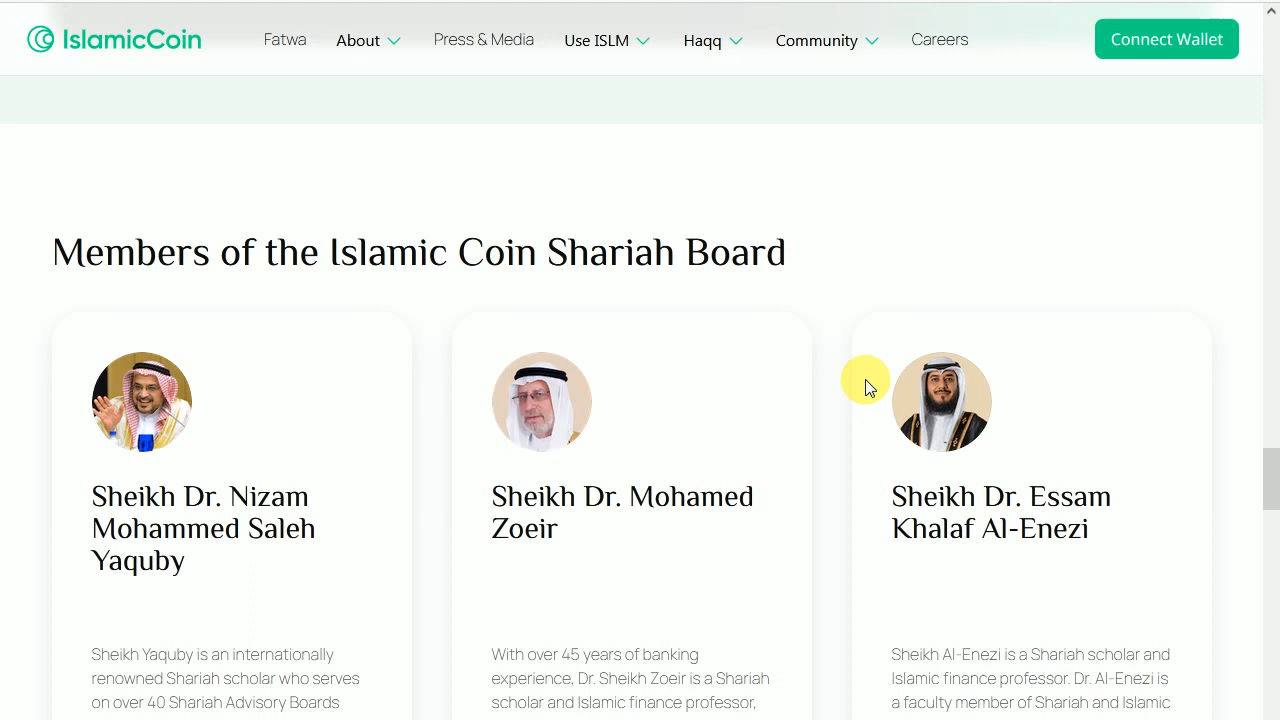 IslamicCoin
Fatwa About Press & Media Use ISLM Haqq Community Careers Connect Wallet
Members of the Islamic Coin Shariah Board
Sheikh Dr. Nizam
Mohammed Saleh
Yaquby
Sheikh Yaquby is an internationally
renowned Shariah scholar who serves
on over 40 Shariah Advisory Boards
Sheikh Dr. Mohamed
Zoeir
With over 45 years of banking
experience, Dr. Sheikh Zoeir is a Shariah
scholar and Islamic finance professor,
Sheikh Dr. Essam
Khalaf Al-Enezi
Sheikh Al-Enezi is a Shariah scholar and
Islamic finance professor. Dr. Al-Enezi is
a faculty member of Shariah and Islamic